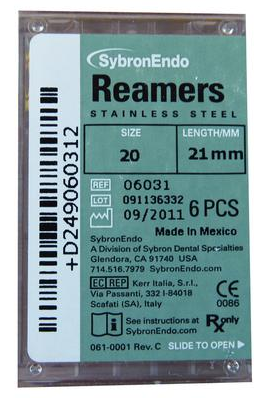 SybronEndo
Reamers
STAINLESS STEEL
SIZE LENGTH/MM
20 21mm
REF 06031
LOT 091136332
09/2011 6 PCS
Made In Mexico
SybronEndo
A Division of Sybron Dental Specialties
Glendora, CA 91740 USA
714.516.7979 SybronEndo.com
EC REP Kerr Italia, S.r.l.,
Via Passanti, 332 I-84018
Scafati (SA), Italy
CE
0086
See instructions at
SybronEndo.com
Rx only
061-0001 Rev. C SLIDE TO OPEN
+D249060312